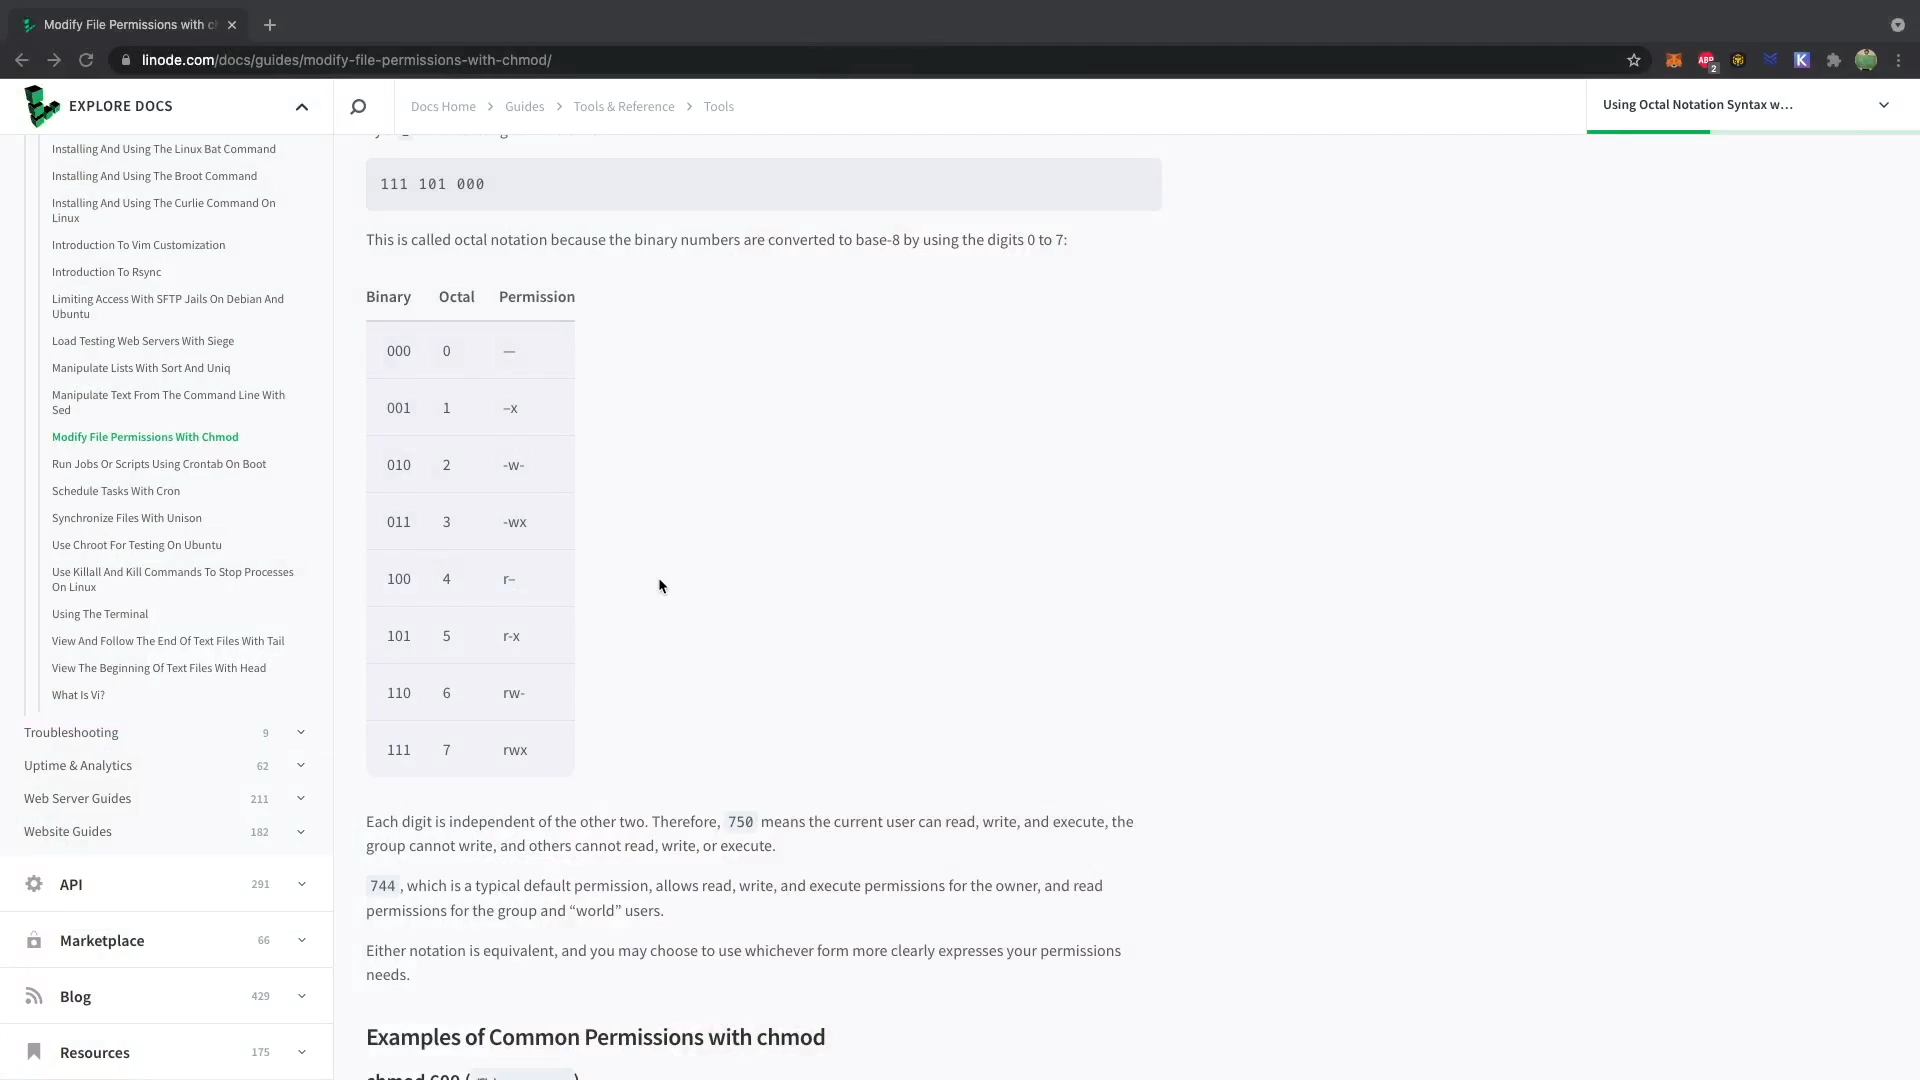 Modify File Permissions with c
linode.com/docs/guides/modify-file-permissions-with-chmod/
ABP
2
K
EXPLORE DOCS
Docs Home
Guides
Tools & Reference
Tools
Using Octal Notation Syntax w…
Installing And Using The Linux Bat Command
Installing And Using The Broot Command
Installing And Using The Curlie Command On
Linux
Introduction To Vim Customization
Introduction To Rsync
Limiting Access With SFTP Jails On Debian And
Ubuntu
Load Testing Web Servers With Siege
Manipulate Lists With Sort And Uniq
Manipulate Text From The Command Line With
Sed
Modify File Permissions With Chmod
Run Jobs Or Scripts Using Crontab On Boot
Schedule Tasks With Cron
Synchronize Files With Unison
Use Chroot For Testing On Ubuntu
Use Killall And Kill Commands To Stop Processes
On Linux
Using The Terminal
View And Follow The End Of Text Files With Tail
View The Beginning Of Text Files With Head
What Is Vi?
Troubleshooting 9
Uptime & Analytics 62
Web Server Guides 211
Website Guides 182
API 291
Marketplace 66
Blog 429
Resources 175
111 101 000
This is called octal notation because the binary numbers are converted to base-8 by using the digits 0 to 7:
Binary Octal Permission
000 0 —
001 1 –x
010 2 -w-
011 3 -wx
100 4 r–
101 5 r-x
110 6 rw-
111 7 rwx
Each digit is independent of the other two. Therefore, 750 means the current user can read, write, and execute, the
group cannot write, and others cannot read, write, or execute.
744, which is a typical default permission, allows read, write, and execute permissions for the owner, and read
permissions for the group and “world” users.
Either notation is equivalent, and you may choose to use whichever form more clearly expresses your permissions
needs.
Examples of Common Permissions with chmod
chmod 600 (